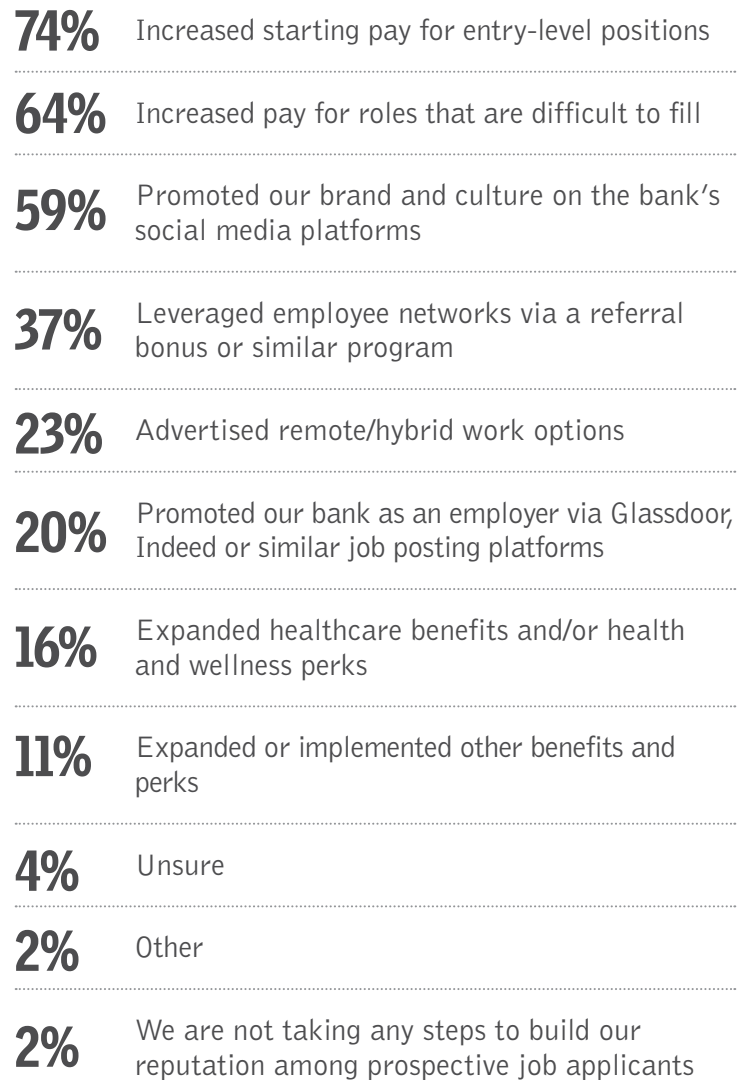 74% Increased starting pay for entry-level positions
64% Increased pay for roles that are difficult to fill
59% Promoted our brand and culture on the bank’s
social media platforms
37% Leveraged employee networks via a referral
bonus or similar program
23% Advertised remote/hybrid work options
20% Promoted our bank as an employer via Glassdoor,
Indeed or similar job posting platforms
16% Expanded healthcare benefits and/or health
and wellness perks
11% Expanded or implemented other benefits and
perks
4% Unsure
2% Other
2% We are not taking any steps to build our
reputation among prospective job applicants